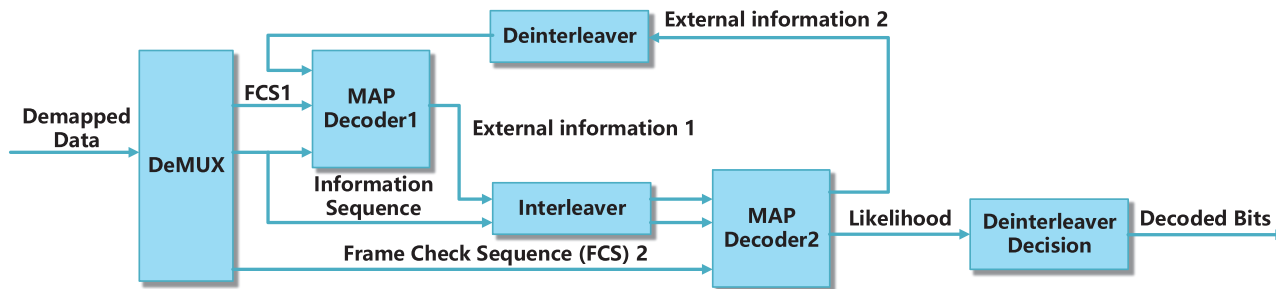 External information 2
Deinterleaver
FCS1
MAP
Decoder1
Demapped
Data
External information 1
DeMUX
Information
Sequence
Interleaver
MAP
Decoder2
Likelihood
Deinterleaver
Decision
Decoded Bits
Frame Check Sequence (FCS) 2